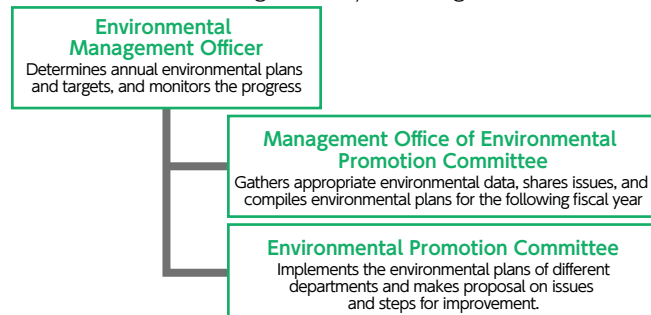 Environmental
Management Officer
Determines annual environmental plans
and targets, and monitors the progress
Management Office of Environmental
Promotion Committee
Gathers appropriate environmental data, shares issues, and
compiles environmental plans for the following fiscal year
Environmental Promotion Committee
Implements the environmental plans of different
departments and makes proposal on issues
and steps for improvement.